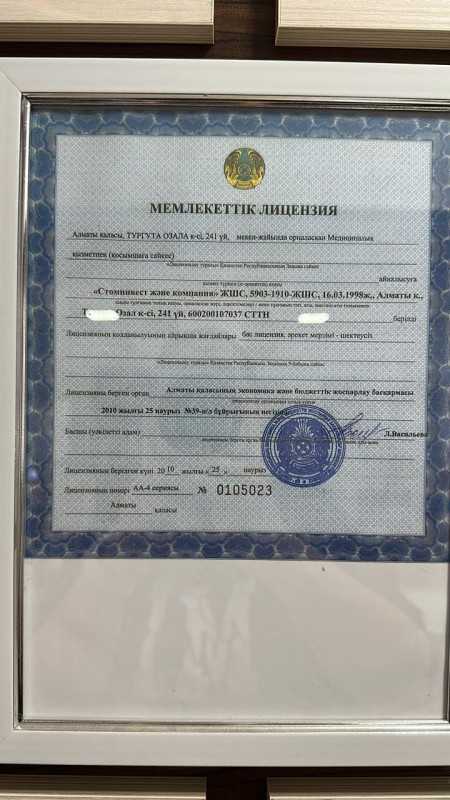 МЕМЛЕКЕТТІК ЛИЦЕНЗИЯ
Алматы қаласы, ТУРГУТА ОЗАЛА к-сі, 241 үй, мекен-жайында орналасқан Медициналық
қызметпен (қосымшаға сәйкес)
айналысуға
«Стоминвест және компания» ЖШС, 5903-1910-ЖШС, 16.03.1998ж., Алматы қ.,
Озал к-сі, 241 үй, 600200107037 СТТН
берілді
Лицензияның қолданылуының айрықша жағдайлары бас лицензия, әрекет мерзімі - шектеусіз
Лицензияны берген орган Алматы қаласының экономика және бюджеттік жоспарлау басқармасы
2010 жылғы 25 наурыз №39-н/л бұйрығының
Басшы (уәкілетті адам) Л.Васильева
Лицензияның берілген күні 20 10 жылғы « 25 » наурыз
Лицензияның нөмірі АА-4 сериясы № 0105023
Алматы
қаласы